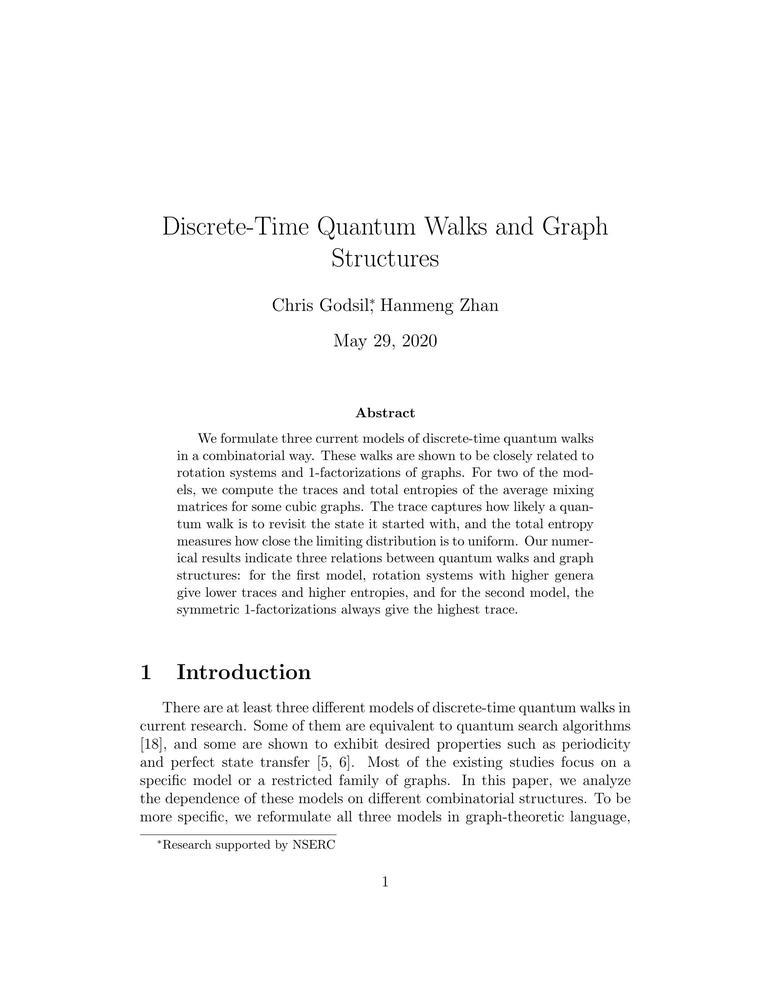 Discrete-Time Quantum Walks and Graph
Structures
Chris Godsil*, Hanmeng Zhan
May 29, 2020
Abstract
We formulate three current models of discrete-time quantum walks
in a combinatorial way. These walks are shown to be closely related to
rotation systems and 1-factorizations of graphs. For two of the mod-
els, we compute the traces and total entropies of the average mixing
matrices for some cubic graphs. The trace captures how likely a quan-
tum walk is to revisit the state it started with, and the total entropy
measures how close the limiting distribution is to uniform. Our numer-
ical results indicate three relations between quantum walks and graph
structures: for the first model, rotation systems with higher genera
give lower traces and higher entropies, and for the second model, the
symmetric 1-factorizations always give the highest trace.
1 Introduction
There are at least three different models of discrete-time quantum walks in
current research. Some of them are equivalent to quantum search algorithms
[18], and some are shown to exhibit desired properties such as periodicity
and perfect state transfer [5, 6]. Most of the existing studies focus on a
specific model or a restricted family of graphs. In this paper, we analyze
the dependence of these models on different combinatorial structures. To be
more specific, we reformulate all three models in graph-theoretic language,
*Research supported by NSERC
1